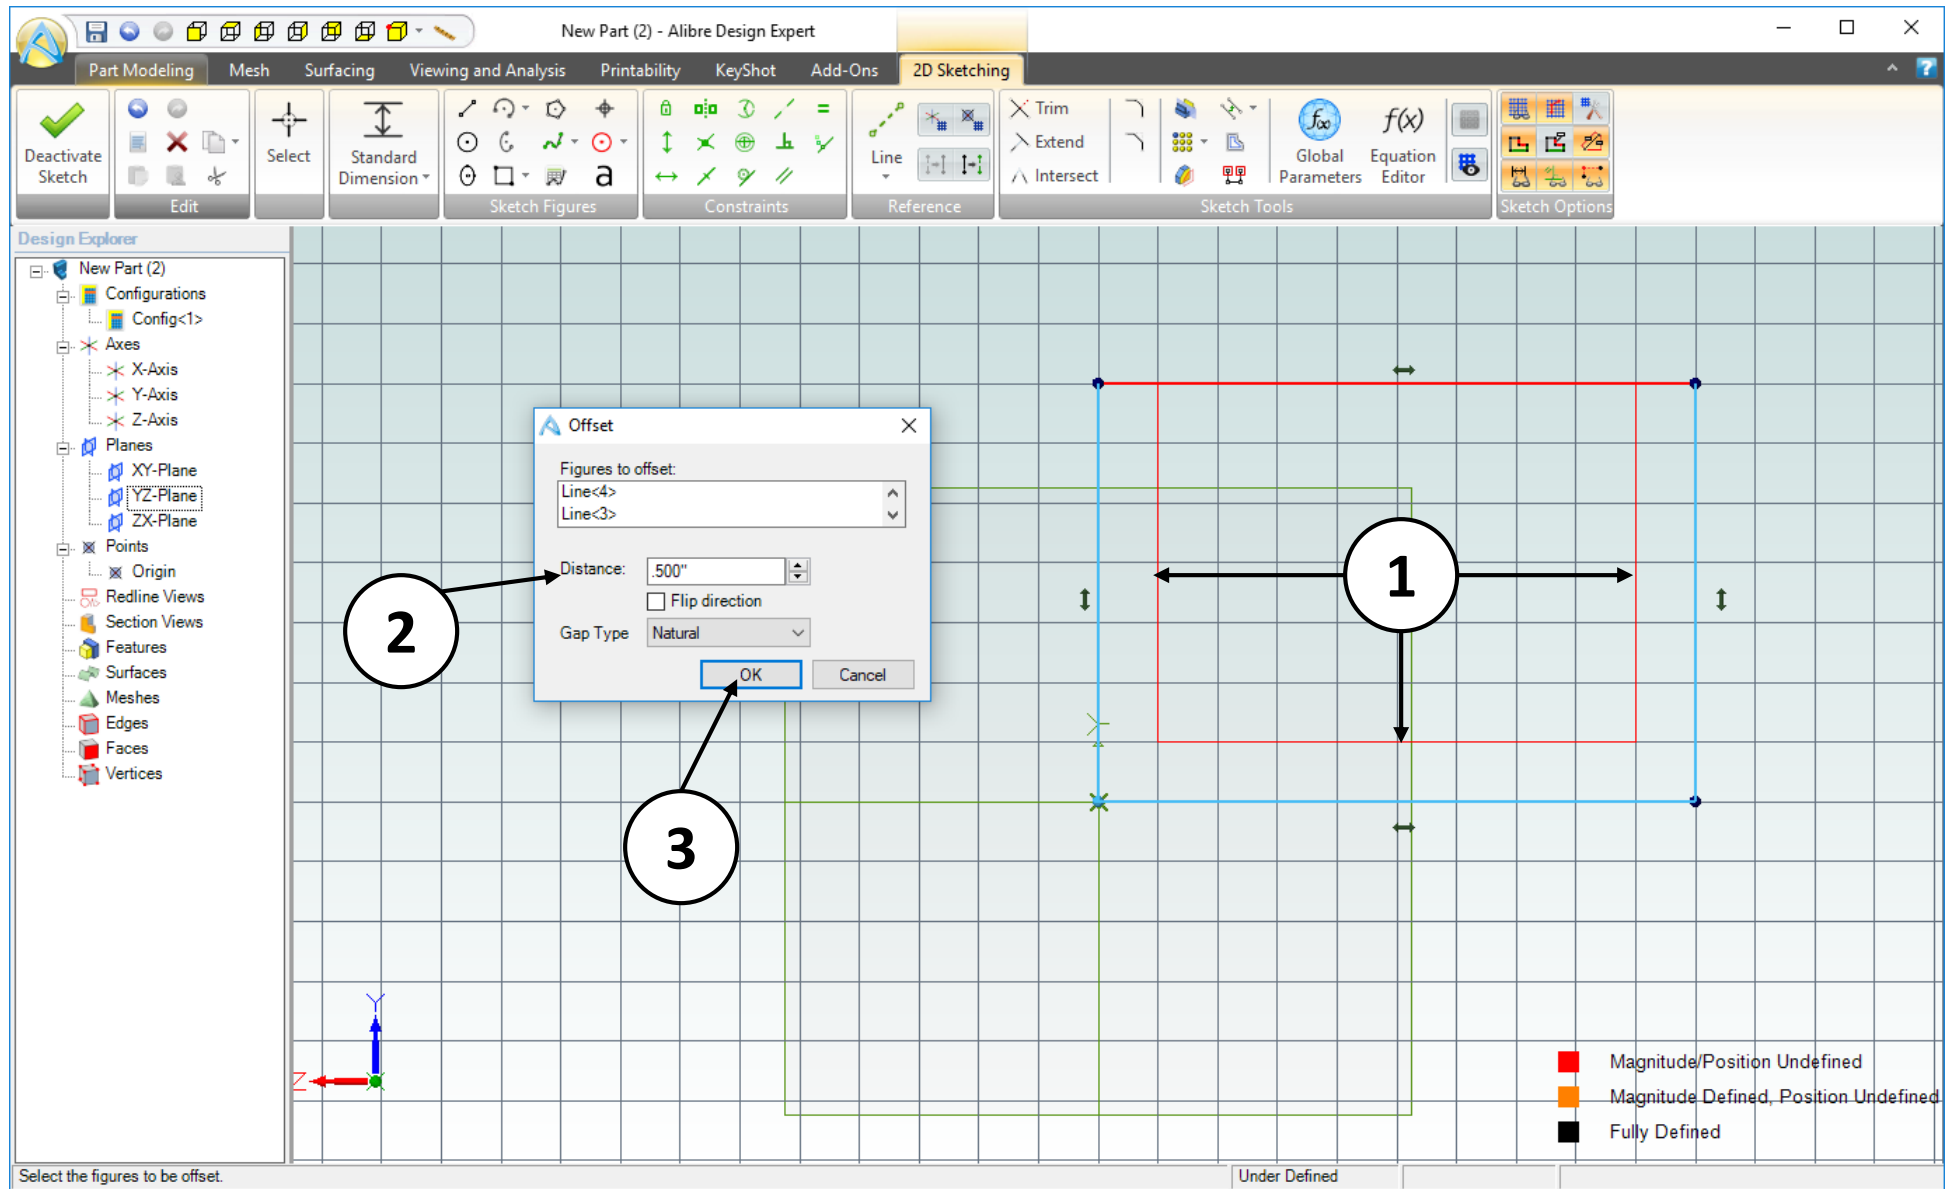 New Part (2) - Alibre Design Expert
Part Modeling Mesh Surfacing Viewing and Analysis Printability KeyShot Add-Ons 2D Sketching
Deactivate Sketch
Edit
Select
Standard Dimension
a
Sketch Figures
Constraints
Line
Reference
Trim
Extend
Intersect
Sketch Tools
f∞
Global Parameters
f(x)
Equation Editor
Sketch Options
Design Explorer
New Part (2)
Configurations
Config<1>
Axes
X-Axis
Y-Axis
Z-Axis
Planes
XY-Plane
YZ-Plane
ZX-Plane
Points
Origin
Redline Views
Section Views
Features
Surfaces
Meshes
Edges
Faces
Vertices
Offset
Figures to offset:
Line<4>
Line<3>
Distance: .500"
Flip direction
Gap Type Natural
OK Cancel
1
2
3
Y
Z
Magnitude/Position Undefined
Magnitude Defined, Position Undefined
Fully Defined
Select the figures to be offset.
Under Defined